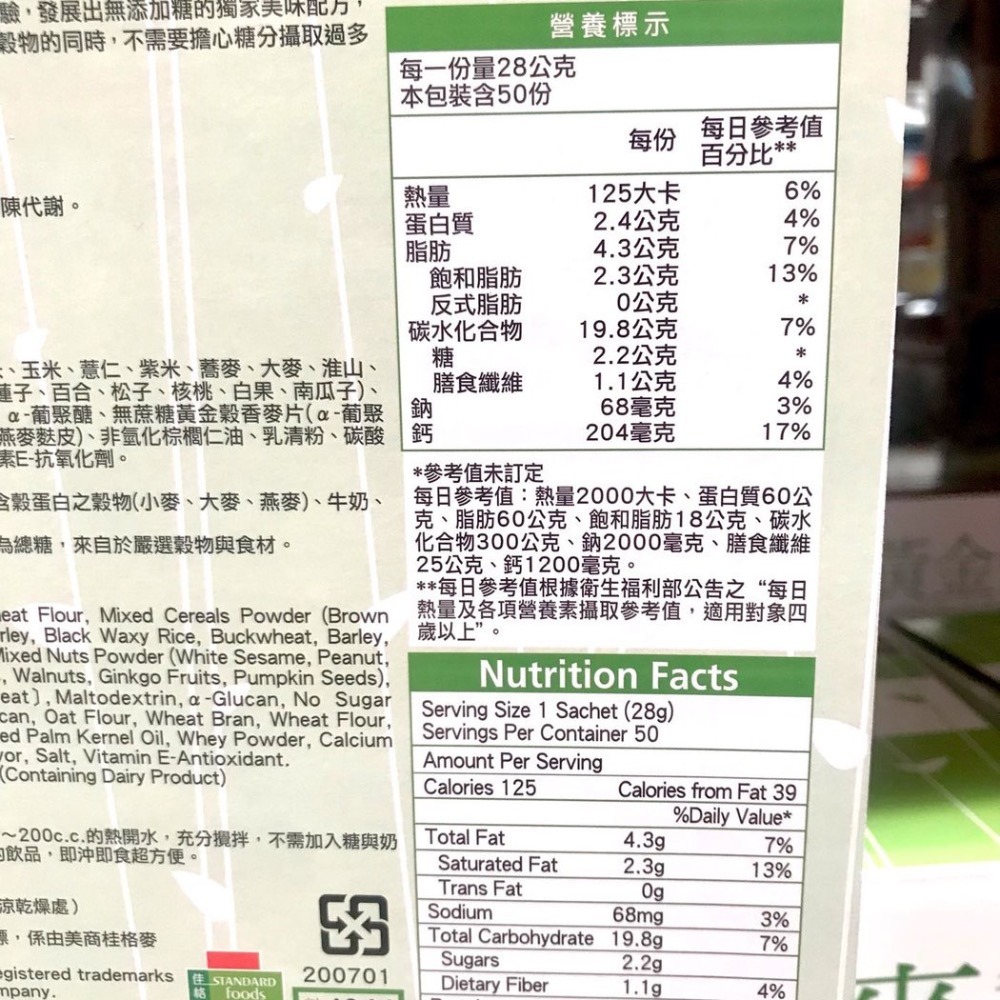 驗，發展出無添加糖的獨家美味配方，
穀物的同時，不需要擔心糖分攝取過多
陳代謝。
、玉米、薏仁、紫米、蕎麥、大麥、淮山、
蓮子、百合、松子、核桃、白果、南瓜子)、
α-葡聚醣、無蔗糖黃金穀香麥片(α-葡聚
燕麥麩皮)、非氫化棕櫚仁油、乳清粉、碳酸
素E-抗氧化劑。
含穀蛋白之穀物(小麥、大麥、燕麥)、牛奶、
為總糖，來自於嚴選穀物與食材。
eat Flour, Mixed Cereals Powder (Brown
rley, Black Waxy Rice, Buckwheat, Barley,
Mixed Nuts Powder (White Sesame, Peanut,
, Walnuts, Ginkgo Fruits, Pumpkin Seeds),
eat〕, Maltodextrin, α-Glucan, No Sugar
can, Oat Flour, Wheat Bran, Wheat Flour,
ed Palm Kernel Oil, Whey Powder, Calcium
vor, Salt, Vitamin E-Antioxidant.
(Containing Dairy Product)
～200c.c.的熱開水，充分攪拌，不需加入糖與奶
的飲品，即沖即食超方便。
涼乾燥處)
標，係由美商桂格麥
egistered trademarks
mpany.
佳格
STANDARD
foods
200701
營養標示
每一份量28公克
本包裝含50份
每份 每日參考值
百分比**
熱量 125大卡 6%
蛋白質 2.4公克 4%
脂肪 4.3公克 7%
飽和脂肪 2.3公克 13%
反式脂肪 0公克 *
碳水化合物 19.8公克 7%
糖 2.2公克 *
膳食纖維 1.1公克 4%
鈉 68毫克 3%
鈣 204毫克 17%
*參考值未訂定
每日參考值：熱量2000大卡、蛋白質60公
克、脂肪60公克、飽和脂肪18公克、碳水
化合物300公克、鈉2000毫克、膳食纖維
25公克、鈣1200毫克。
**每日參考值根據衛生福利部公告之“每日
熱量及各項營養素攝取參考值，適用對象四
歲以上”。
Nutrition Facts
Serving Size 1 Sachet (28g)
Servings Per Container 50
Amount Per Serving
Calories 125 Calories from Fat 39
%Daily Value*
Total Fat 4.3g 7%
Saturated Fat 2.3g 13%
Trans Fat 0g
Sodium 68mg 3%
Total Carbohydrate 19.8g 7%
Sugars 2.2g
Dietary Fiber 1.1g 4%